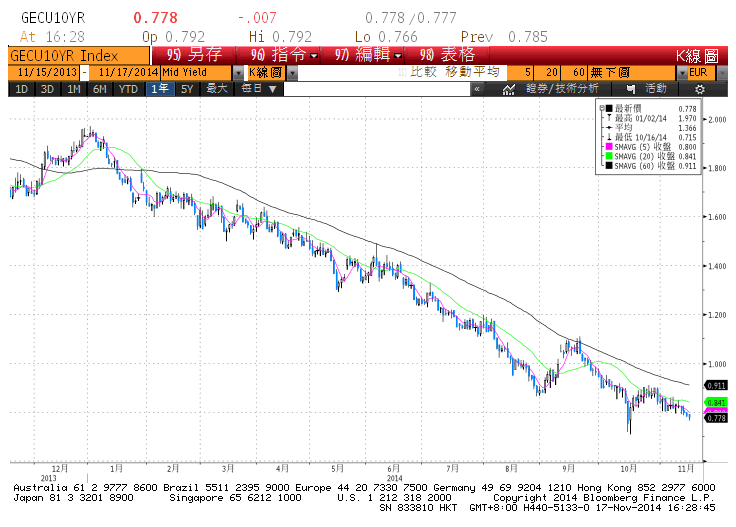 GECU10YR 0.778 -.007 0.778/0.777
At 16:28 Op 0.792 Hi 0.792 Lo 0.766 Prev 0.785
GECU10YR Index 95) 另存 96) 指令 97) 編輯 98) 表格 K線圖
11/15/2013 - 11/17/2014 Mid Yield K線圖 比較 移動平均 5 20 60 無下圖 EUR
1D 3D 1M 6M YTD 1年 5Y 最大 每日 ▼ « 證券/技術分析 活動
最新價 0.778
最高 01/02/14 1.970
平均 1.366
最低 10/16/14 0.715
SMAVG (5) 收盤 0.800
SMAVG (20) 收盤 0.841
SMAVG (60) 收盤 0.911
2.000
1.800
1.600
1.400
1.200
1.000
0.911
0.841
0.778
12月 1月 2月 3月 4月 5月 6月 7月 8月 9月 10月 11月
2013 2014
Australia 61 2 9777 8600 Brazil 5511 2395 9000 Europe 44 20 7330 7500 Germany 49 69 9204 1210 Hong Kong 852 2977 6000
Japan 81 3 3201 8900 Singapore 65 6212 1000 U.S. 1 212 318 2000 Copyright 2014 Bloomberg Finance L.P.
SN 833810 HKT GMT+8:00 H440-5133-0 17-Nov-2014 16:28:45